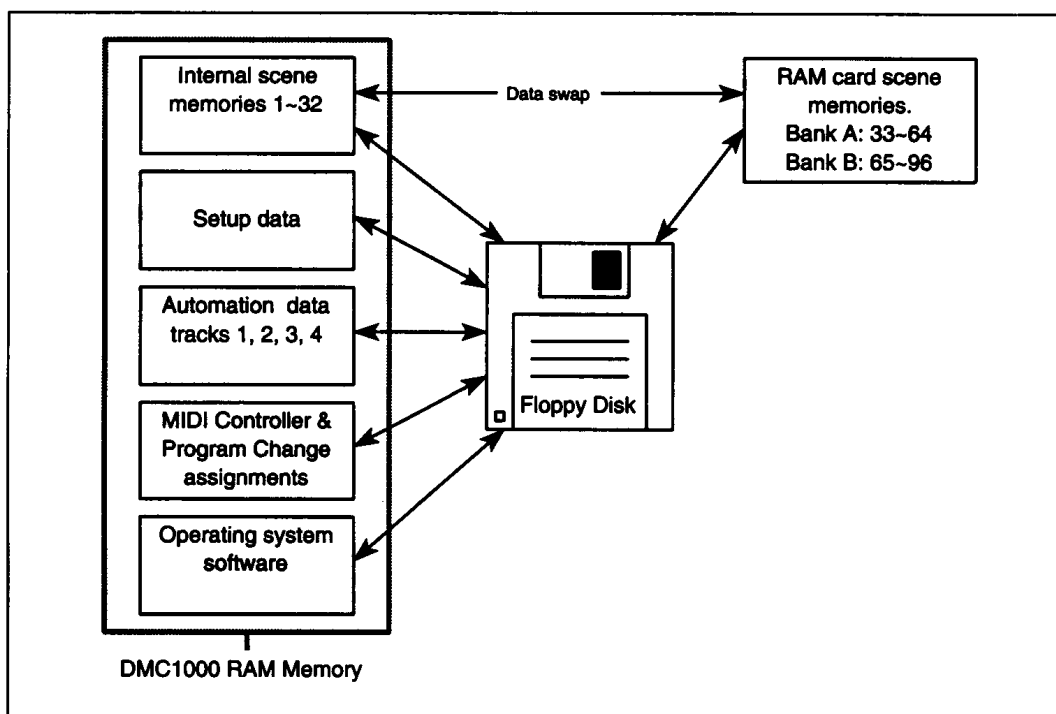 Internal scene
memories 1~32
Data swap
RAM card scene
memories.
Bank A: 33~64
Bank B: 65~96
Setup data
Automation data
tracks 1, 2, 3, 4
Floppy Disk
MIDI Controller &
Program Change
assignments
Operating system
software
DMC1000 RAM Memory